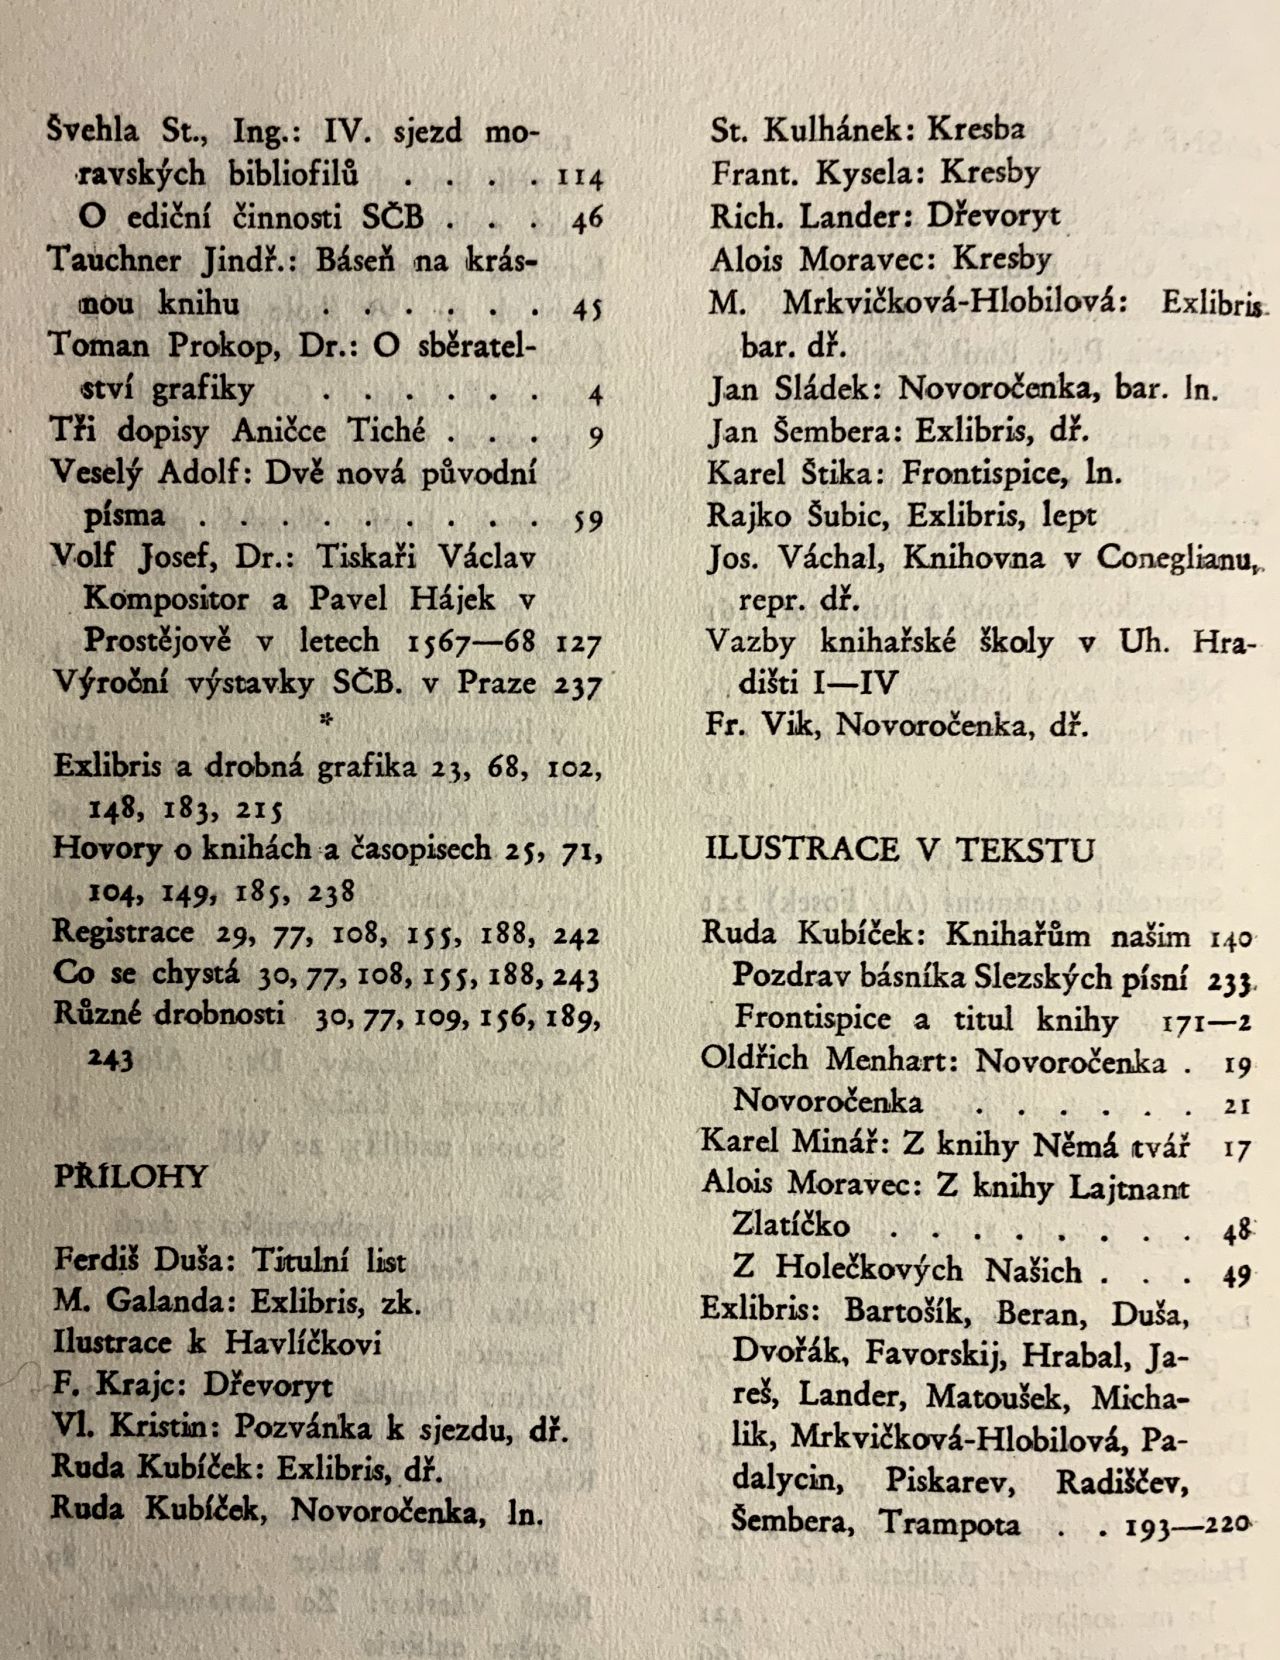 Švehla St., Ing.: IV. sjezd mo-
ravských bibliofilů . . . . 114
O ediční činnosti SČB . . . 46
Tauchner Jindř.: Báseň na krás-
nou knihu . . . . . . 45
Toman Prokop, Dr.: O sběratel-
ství grafiky . . . . . . 4
Tři dopisy Aničce Tiché . . . 9
Veselý Adolf: Dvě nová původní
písma . . . . . . . . . 59
Volf Josef, Dr.: Tiskaři Václav
Kompositor a Pavel Hájek v
Prostějově v letech 1567—68 127
Výroční výstavky SČB. v Praze 237
*
Exlibris a drobná grafika 23, 68, 102,
148, 183, 215
Hovory o knihách a časopisech 25, 71,
104, 149, 185, 238
Registrace 29, 77, 108, 155, 188, 242
Co se chystá 30, 77, 108, 155, 188, 243
Různé drobnosti 30, 77, 109, 156, 189,
243
PŘÍLOHY
Ferdiš Duša: Titulní list
M. Galanda: Exlibris, zk.
Ilustrace k Havlíčkovi
F. Krajc: Dřevoryt
Vl. Kristin: Pozvánka k sjezdu, dř.
Ruda Kubíček: Exlibris, dř.
Ruda Kubíček, Novoročenka, ln.
St. Kulhánek: Kresba
Frant. Kysela: Kresby
Rich. Lander: Dřevoryt
Alois Moravec: Kresby
M. Mrkvičková-Hlobilová: Exlibris
bar. dř.
Jan Sládek: Novoročenka, bar. ln.
Jan Šembera: Exlibris, dř.
Karel Štika: Frontispice, ln.
Rajko Šubic, Exlibris, lept
Jos. Váchal, Knihovna v Coneglianu,
repr. dř.
Vazby knihařské školy v Uh. Hra-
dišti I—IV
Fr. Vik, Novoročenka, dř.
ILUSTRACE V TEKSTU
Ruda Kubíček: Knihařům našim 140
Pozdrav básníka Slezských písní 233
Frontispice a titul knihy 171—2
Oldřich Menhart: Novoročenka . 19
Novoročenka . . . . . . 21
Karel Minář: Z knihy Němá tvář 17
Alois Moravec: Z knihy Lajtnant
Zlatíčko . . . . . . . . 48
Z Holečkových Našich . . . 49
Exlibris: Bartošík, Beran, Duša,
Dvořák, Favorskij, Hrabal, Ja-
reš, Lander, Matoušek, Micha-
lik, Mrkvičková-Hlobilová, Pa-
dalycin, Piskarev, Radiščev,
Šembera, Trampota . . 193—220